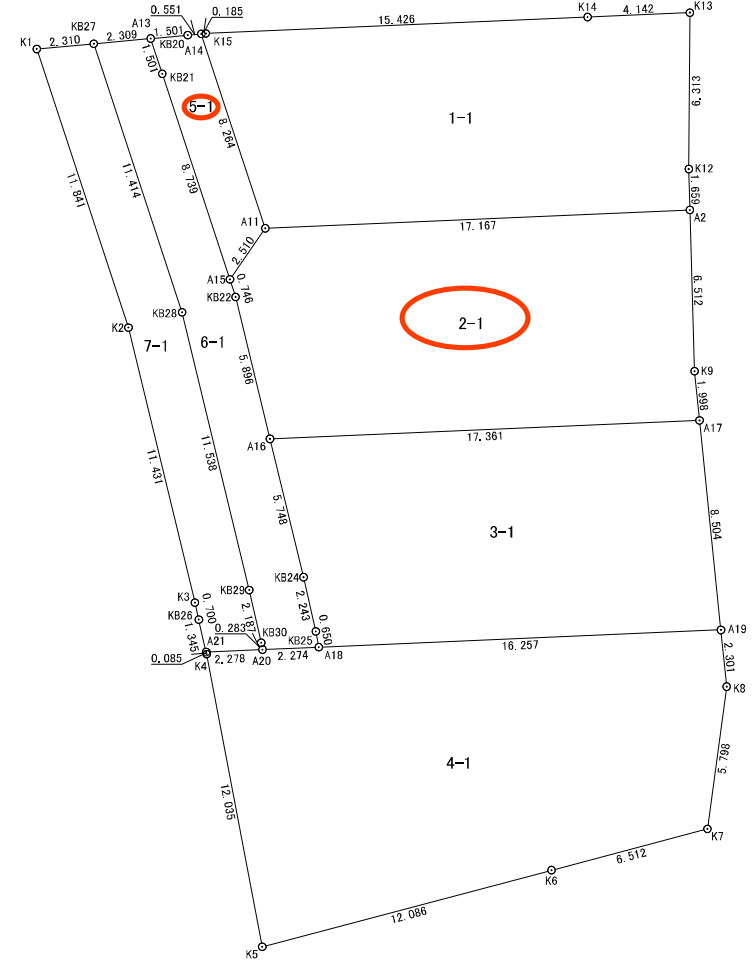 0.551
0.185
K14
4.142
K13
15.426
A13
KB27
1.501
K1
2.310
2.309
KB20
A14
K15
1.501
KB21
5-1
8.264
1-1
6.313
11.841
11.414
8.739
K12
1.659
A11
17.167
A2
2.510
A15
0.746
KB22
6.512
KB28
K2
7-1
6-1
2-1
5.896
K9
1.998
A17
A16
17.361
11.431
11.538
5.748
8.504
3-1
KB24
KB29
K3
0.700
2.187
2.243
KB26
0.283
KB30
KB25
0.650
A19
1.345
A21
0.085
K4
2.278
A20
2.274
A18
16.257
2.301
K8
4-1
5.798
12.035
K7
6.512
K6
12.086
K5